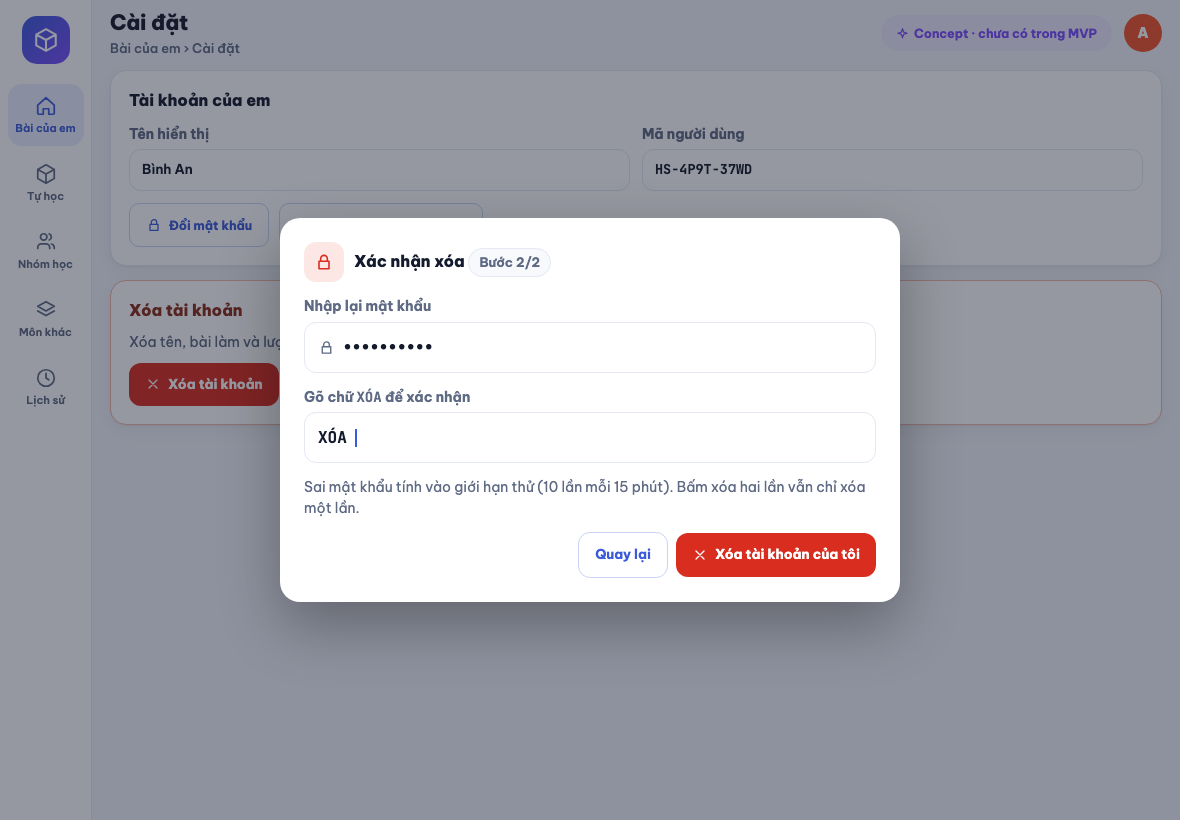 Cài đặt
Bài của em › Cài đặt
Concept · chưa có trong MVP
A
Bài của em
Tự học
Nhóm học
Môn khác
Lịch sử
Tài khoản của em
Tên hiển thị
Mã người dùng
Bình An
HS-4P9T-37WD
Đổi mật khẩu
Xóa tài khoản
Xóa tên, bài làm và
Xóa tài khoản
Xác nhận xóa
Bước 2/2
Nhập lại mật khẩu
••••••••••
Gõ chữ XÓA để xác nhận
XÓA
Sai mật khẩu tính vào giới hạn thử (10 lần mỗi 15 phút). Bấm xóa hai lần vẫn chỉ xóa
một lần.
Quay lại
Xóa tài khoản của tôi